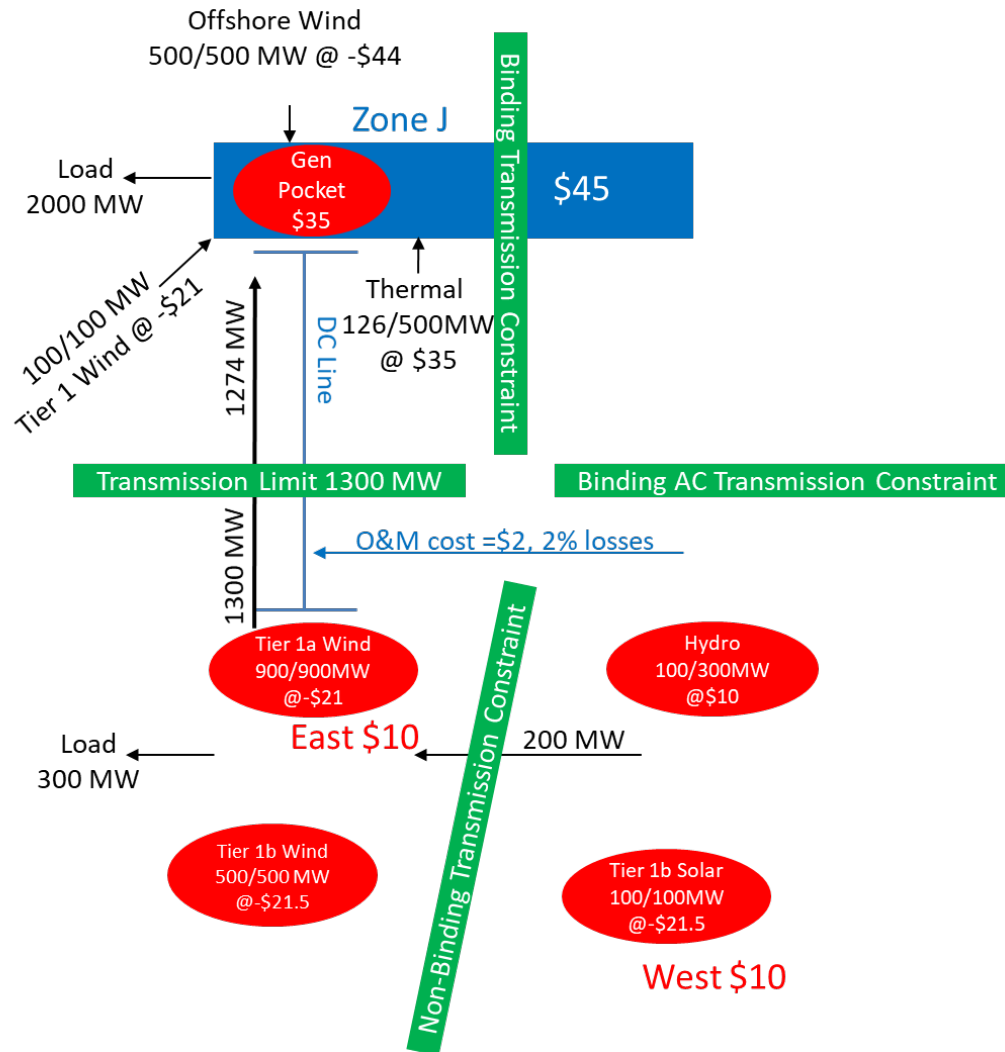 Offshore Wind
500/500 MW @ -$44
Zone J
Binding Transmission Constraint
Load
2000 MW
Gen
Pocket
$35
$45
100/100 MW
Tier 1 Wind @ -$21
1274 MW
DC Line
Thermal
126/500MW
@ $35
Transmission Limit 1300 MW
Binding AC Transmission Constraint
1300 MW
O&M cost =$2, 2% losses
Tier 1a Wind
900/900MW
@-$21
Hydro
100/300MW
@$10
East $10
Load
300 MW
200 MW
Non-Binding Transmission Constraint
Tier 1b Wind
500/500 MW
@-$21.5
Tier 1b Solar
100/100MW
@-$21.5
West $10